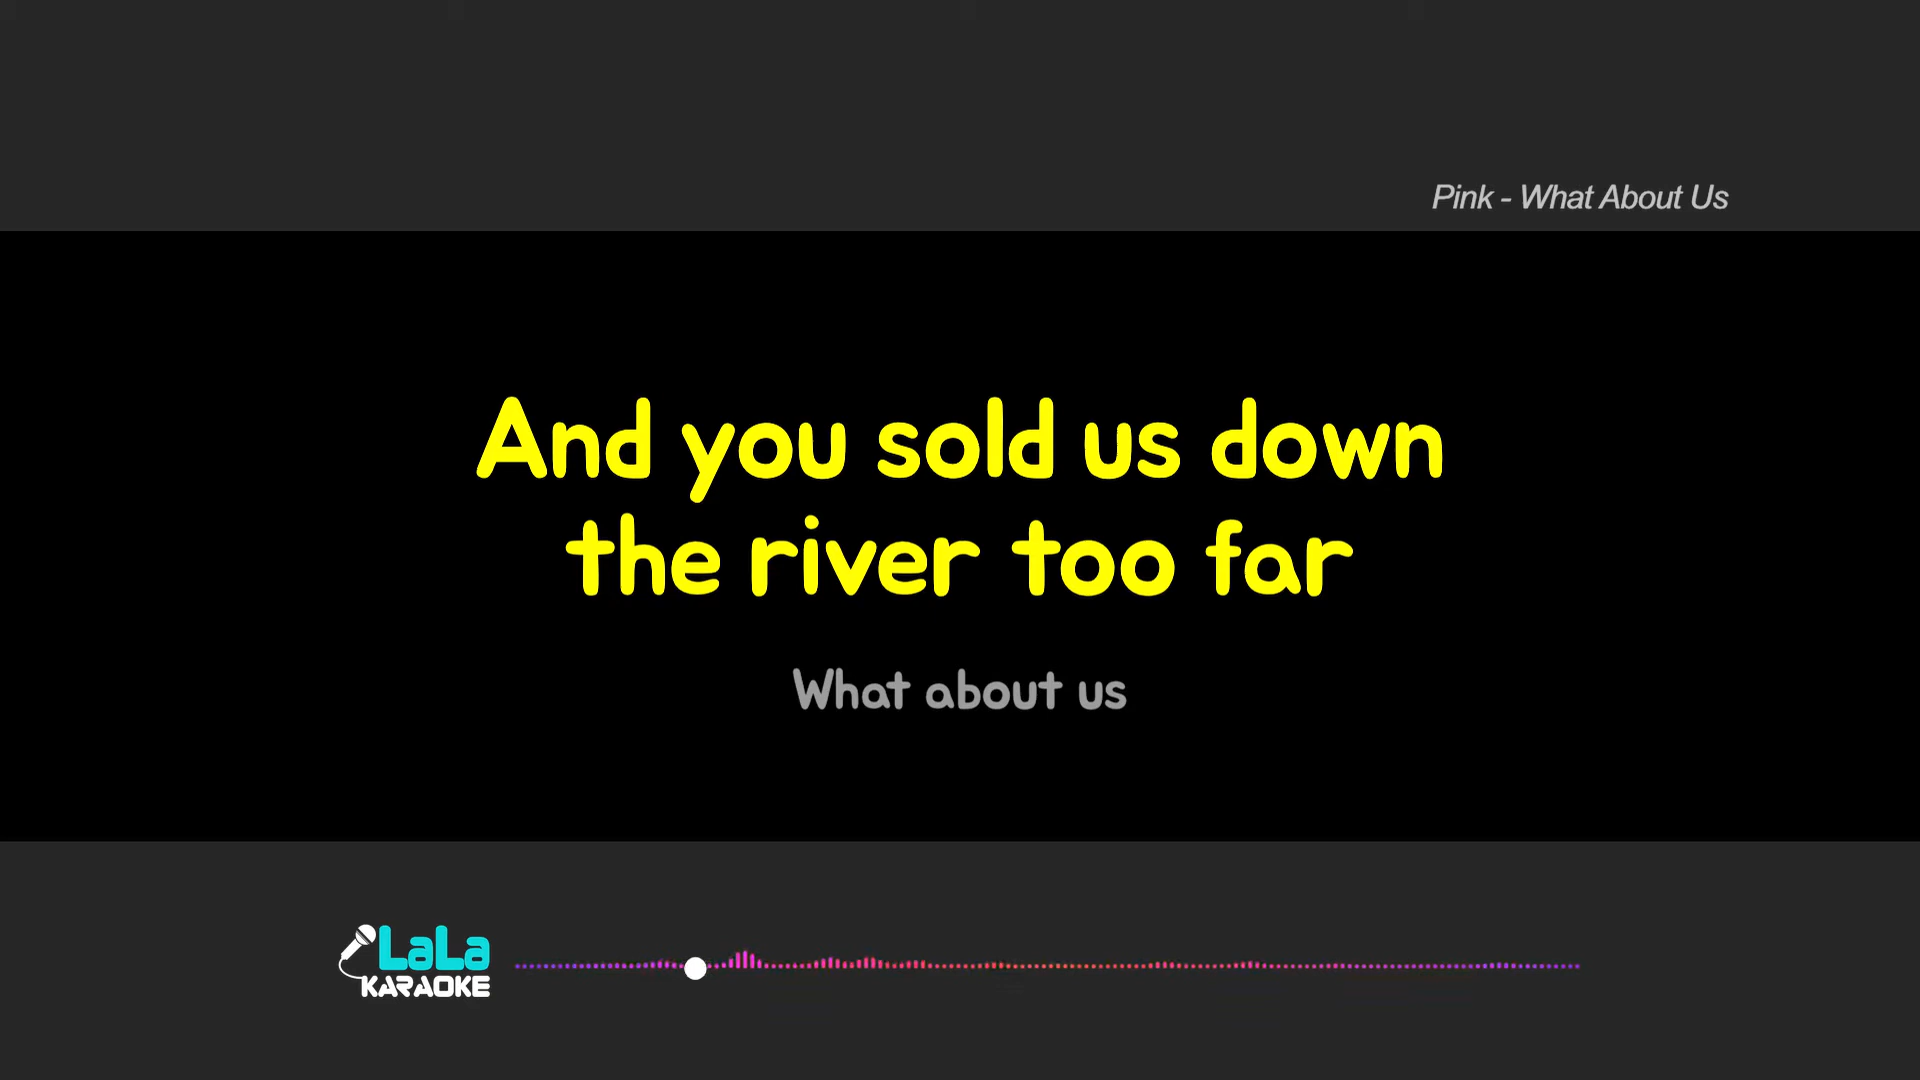 Pink - What About Us
And you sold us down
the river too far
What about us
LaLa
KARAOKE